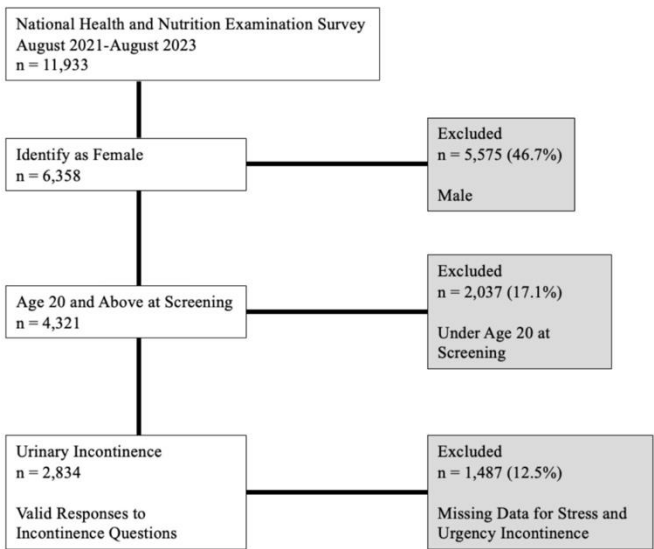 National Health and Nutrition Examination Survey
August 2021-August 2023
n = 11,933
Identify as Female
n = 6,358
Excluded
n = 5,575 (46.7%)
Male
Age 20 and Above at Screening
n = 4,321
Excluded
n = 2,037 (17.1%)
Under Age 20 at
Screening
Urinary Incontinence
n = 2,834
Valid Responses to
Incontinence Questions
Excluded
n = 1,487 (12.5%)
Missing Data for Stress and
Urgency Incontinence